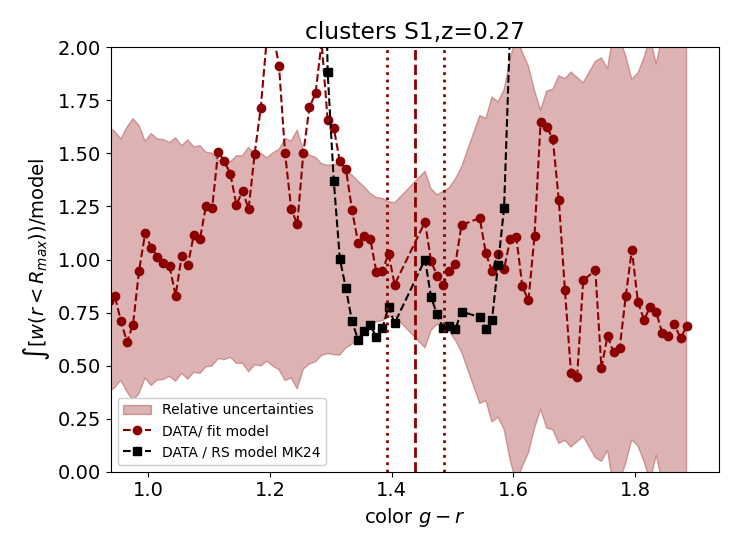 clusters S1,z=0.27
∫[w(r < R_{max}))/model
2.00
1.75
1.50
1.25
1.00
0.75
0.50
0.25
0.00
Relative uncertainties
DATA/ fit model
DATA / RS model MK24
1.0 1.2 1.4 1.6 1.8
color g − r